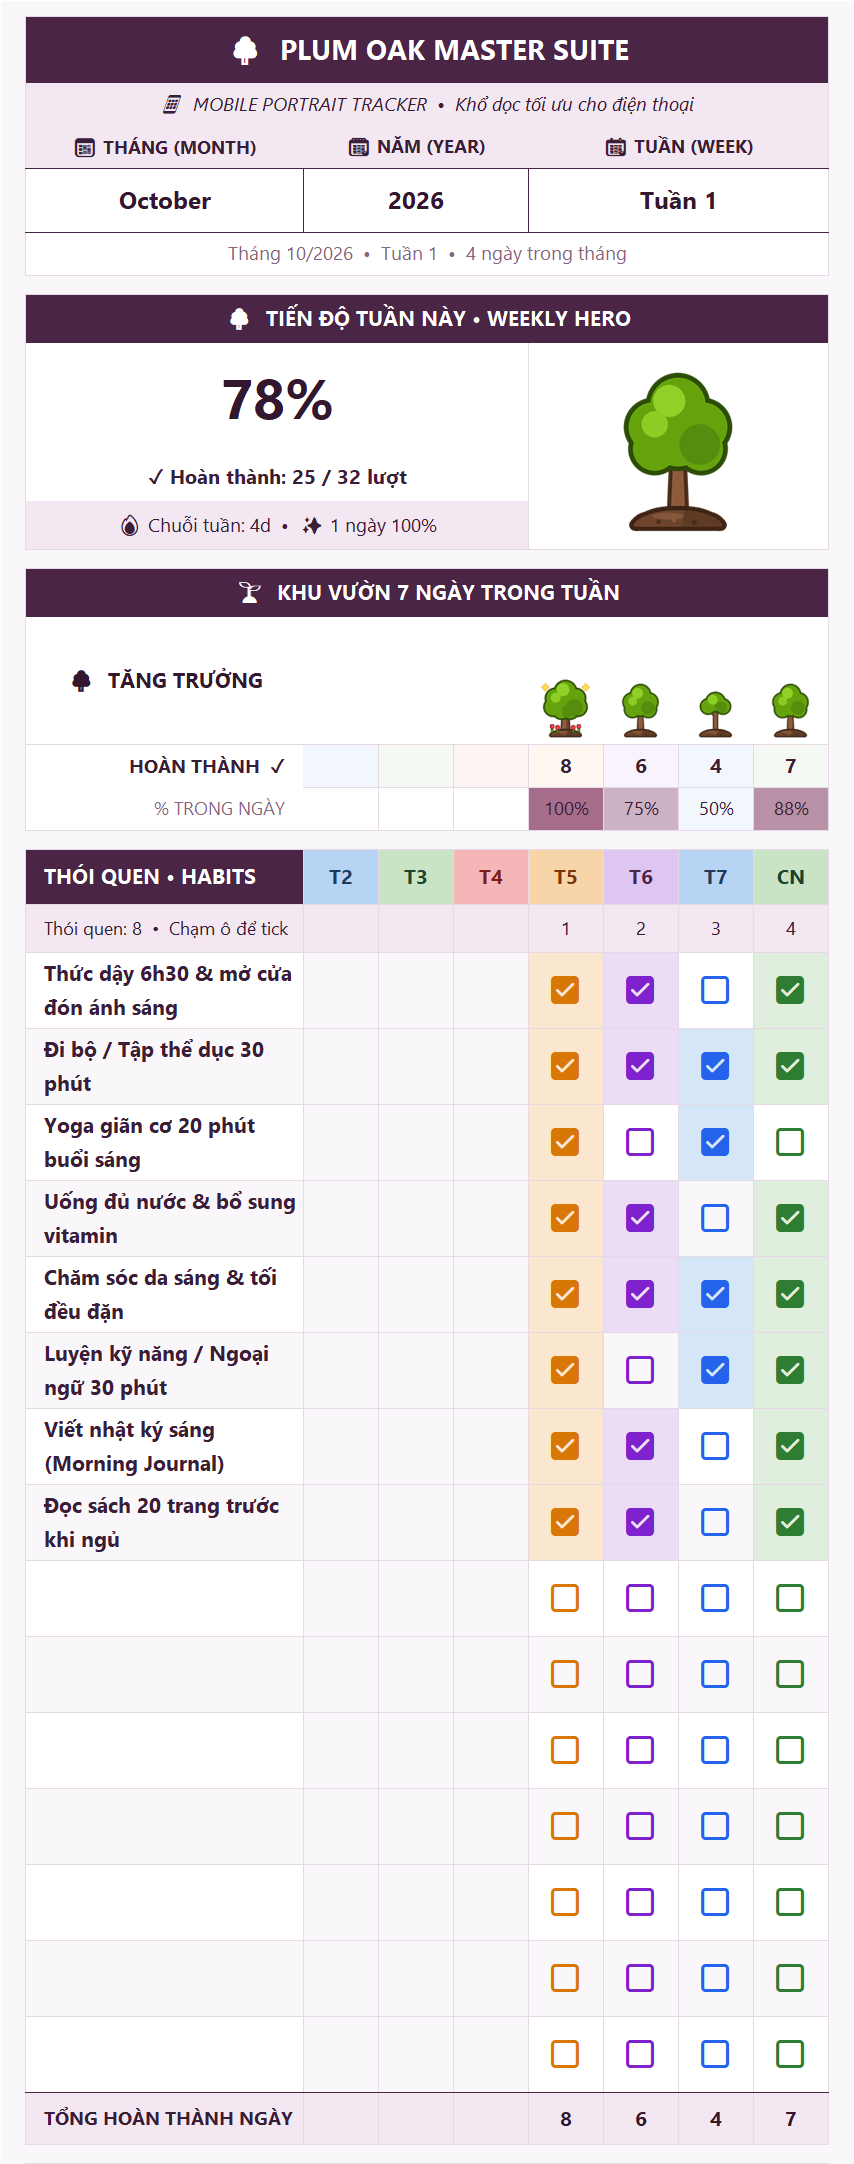 PLUM OAK MASTER SUITE
MOBILE PORTRAIT TRACKER • Khổ dọc tối ưu cho điện thoại
THÁNG (MONTH) NĂM (YEAR) TUẦN (WEEK)
October 2026 Tuần 1
Tháng 10/2026 • Tuần 1 • 4 ngày trong tháng
TIẾN ĐỘ TUẦN NÀY • WEEKLY HERO
78%
✓ Hoàn thành: 25 / 32 lượt
Chuỗi tuần: 4d • 1 ngày 100%
KHU VƯỜN 7 NGÀY TRONG TUẦN
TĂNG TRƯỞNG
HOÀN THÀNH ✓ 8 6 4 7
% TRONG NGÀY 100% 75% 50% 88%
THÓI QUEN • HABITS T2 T3 T4 T5 T6 T7 CN
Thói quen: 8 • Chạm ô để tick 1 2 3 4
Thức dậy 6h30 & mở cửa
đón ánh sáng
Đi bộ / Tập thể dục 30
phút
Yoga giãn cơ 20 phút
buổi sáng
Uống đủ nước & bổ sung
vitamin
Chăm sóc da sáng & tối
đều đặn
Luyện kỹ năng / Ngoại
ngữ 30 phút
Viết nhật ký sáng
(Morning Journal)
Đọc sách 20 trang trước
khi ngủ
TỔNG HOÀN THÀNH NGÀY 8 6 4 7